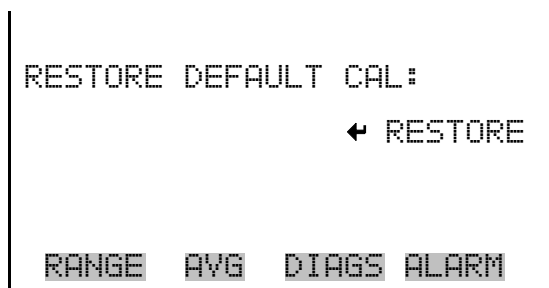 RESTORE DEFAULT CAL:
↵ RESTORE
RANGE AVG DIAGS ALARM